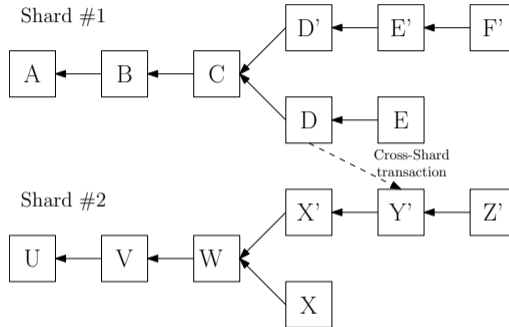 Shard #1
D' E' F'
A B C
D E
Cross-Shard
transaction
Shard #2
X' Y' Z'
U V W
X